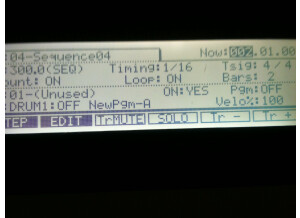 :04-Sequence04 Now:002.01.00
:300.0(SEQ) Timing:1/16 Tsig: 4/4
ount: ON Loop: ON Bars: 2
:01-(Unused) ON:YES Pgm:OFF
:DRUM1:OFF NewPgm-A Velo%:100
TEP EDIT TrMUTE SOLO Tr - Tr +